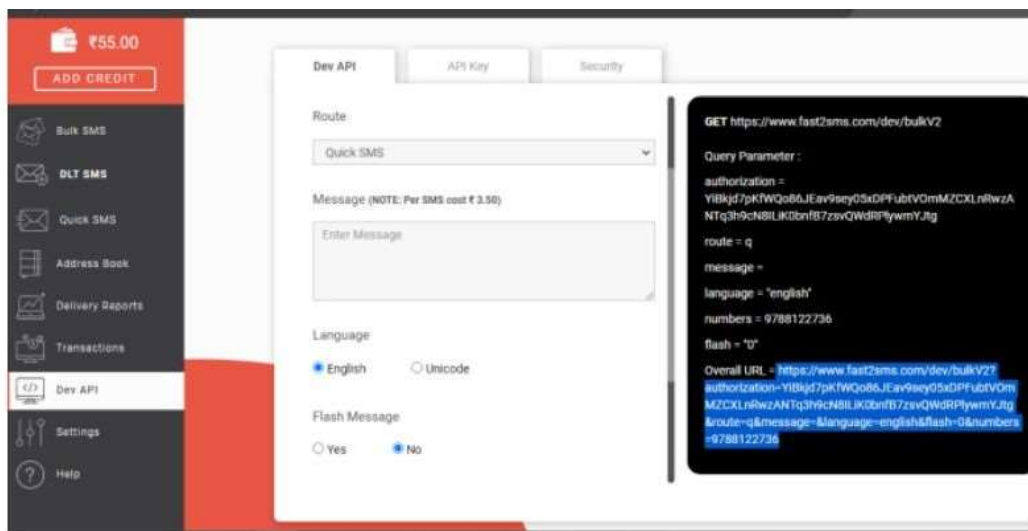 ₹55.00
ADD CREDIT
Bulk SMS
DLT SMS
Quick SMS
Address Book
Delivery Reports
Transactions
Dev API
Settings
Help
Dev API
API Key
Security
Route
Quick SMS
Message (NOTE: Per SMS cost ₹ 3.50)
Enter Message
Language
English
Unicode
Flash Message
Yes
No
GET https://www.fast2sms.com/dev/bulkV2
Query Parameter :
authorization =
route = q
message =
language = "english"
numbers = 9788122736
flash = "0"
Overall URL = https://www.fast2sms.com/dev/bulkV2?
authorization=
&route=q&message=&language=english&flash=0&numbers
=9788122736